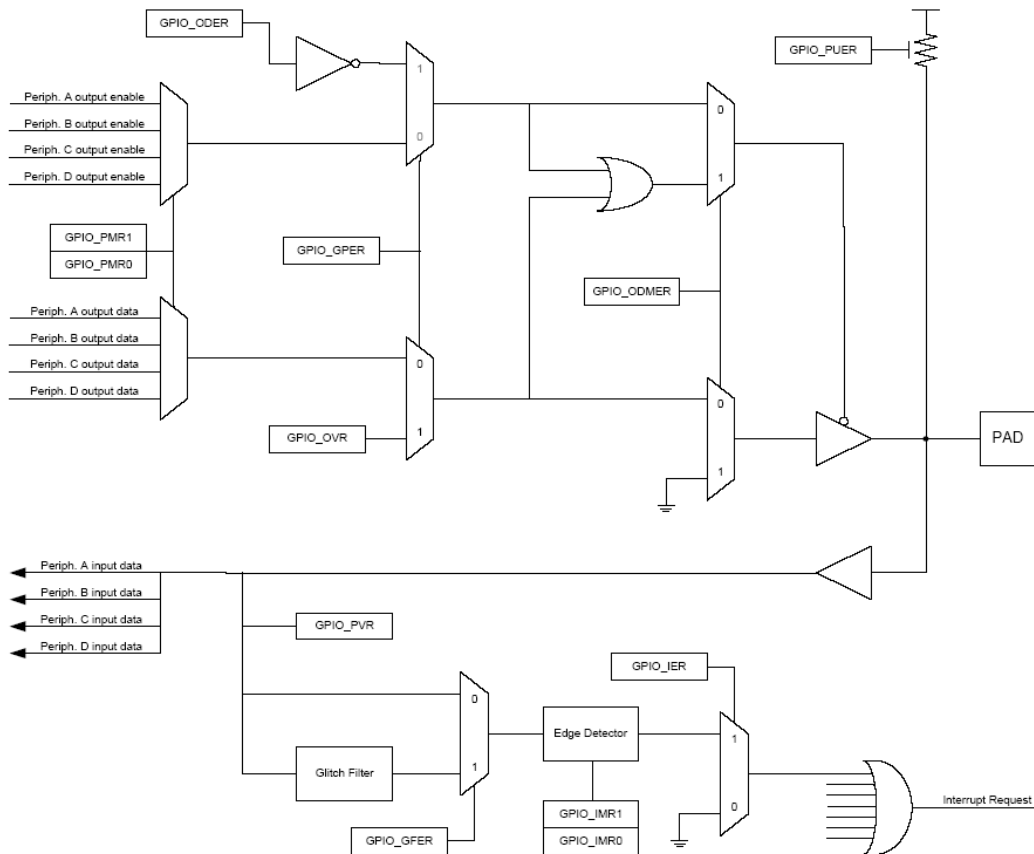 GPIO_ODER
GPIO_PUER
1
0
Periph. A output enable
Periph. B output enable
Periph. C output enable
Periph. D output enable
0
1
GPIO_PMR1
GPIO_PMR0
GPIO_GPER
GPIO_ODMER
Periph. A output data
Periph. B output data
Periph. C output data
Periph. D output data
0
1
GPIO_OVR
0
1
PAD
Periph. A input data
Periph. B input data
Periph. C input data
Periph. D input data
GPIO_PVR
GPIO_IER
0
1
Edge Detector
1
0
Glitch Filter
GPIO_IMR1
GPIO_IMR0
GPIO_GFER
Interrupt Request